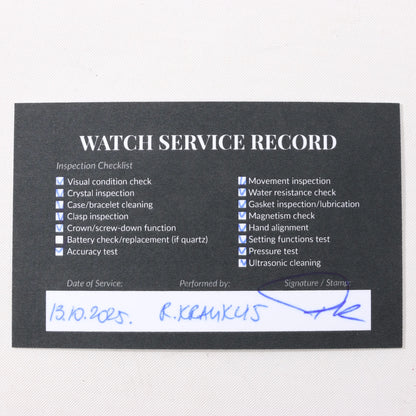 WATCH SERVICE RECORD
Inspection Checklist
Visual condition check
Crystal inspection
Case/bracelet cleaning
Clasp inspection
Crown/screw-down function
Battery check/replacement (if quartz)
Accuracy test
Movement inspection
Water resistance check
Gasket inspection/lubrication
Magnetism check
Hand alignment
Setting functions test
Pressure test
Ultrasonic cleaning
Date of Service: Performed by: Signature / Stamp:
13.10.2025.